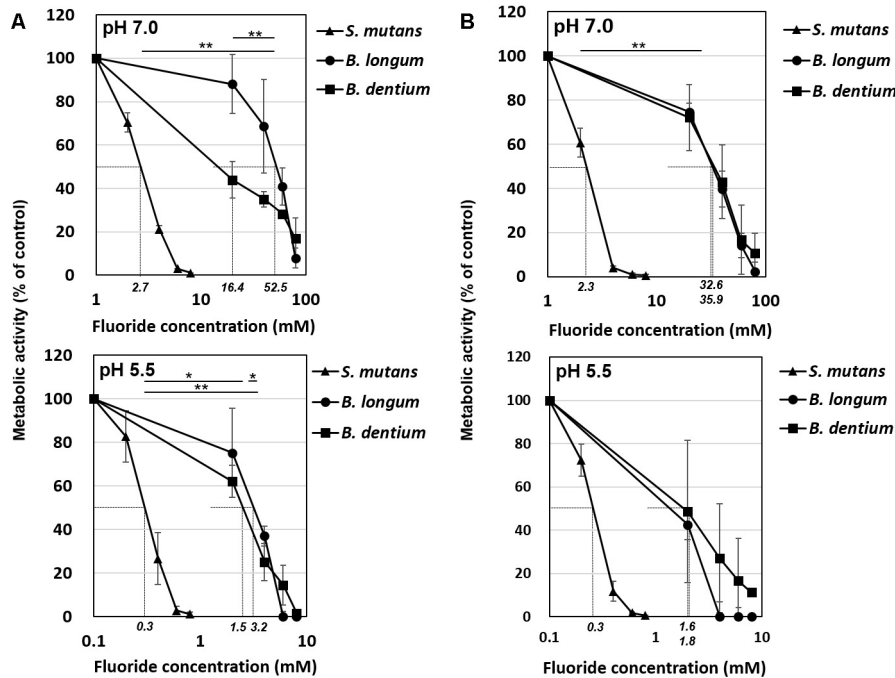 A
Metabolic activity (% of control)
pH 7.0
120
100
80
60
40
20
0
**
**
2.7
16.4
52.5
1
10
100
Fluoride concentration (mM)
S. mutans
B. longum
B. dentium
pH 5.5
120
100
80
60
40
20
0
*
*
**
0.3
1.5
3.2
0.1
1
10
Fluoride concentration (mM)
S. mutans
B. longum
B. dentium
B
Metabolic activity (% of control)
pH 7.0
120
100
80
60
40
20
0
**
2.3
32.6
35.9
1
10
100
Fluoride concentration (mM)
S. mutans
B. longum
B. dentium
pH 5.5
120
100
80
60
40
20
0
0.3
1.6
1.8
0.1
1
10
Fluoride concentration (mM)
S. mutans
B. longum
B. dentium